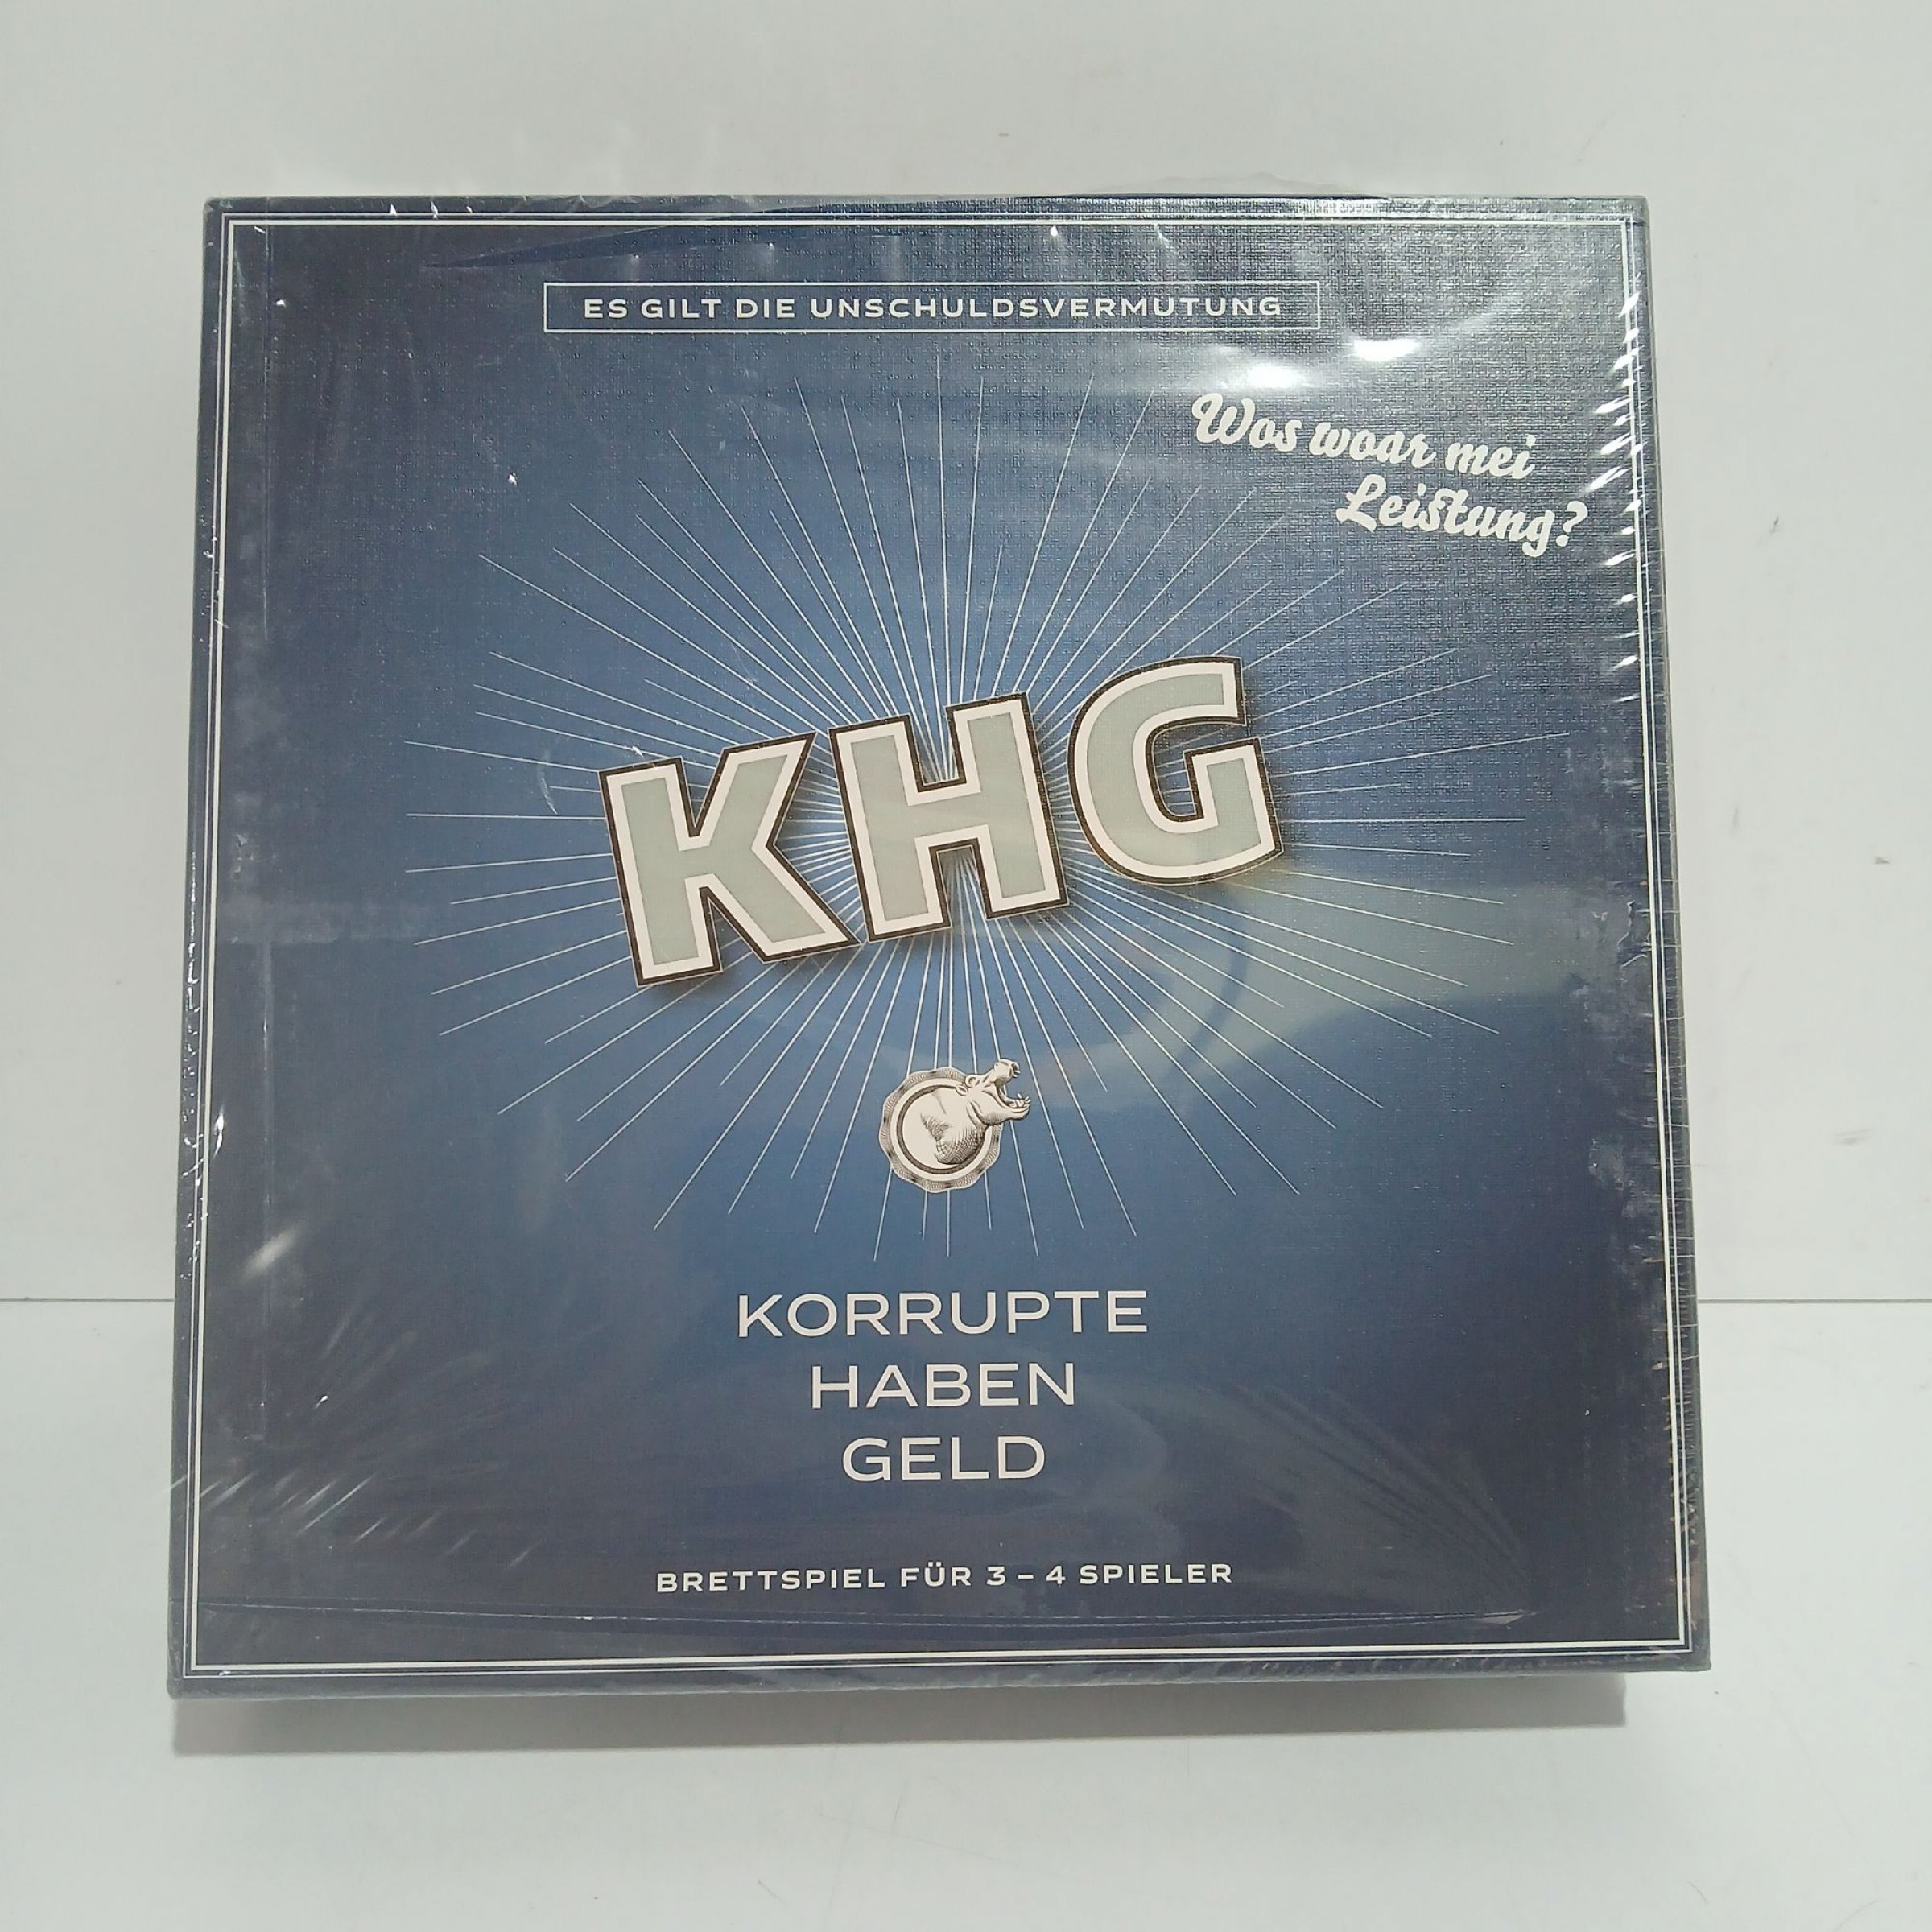 ES GILT DIE UNSCHULDSVERMUTUNG
Wos woar mei
Leistung?
KHG
KORRUPTE
HABEN
GELD
BRETTSPIEL FÜR 3 – 4 SPIELER